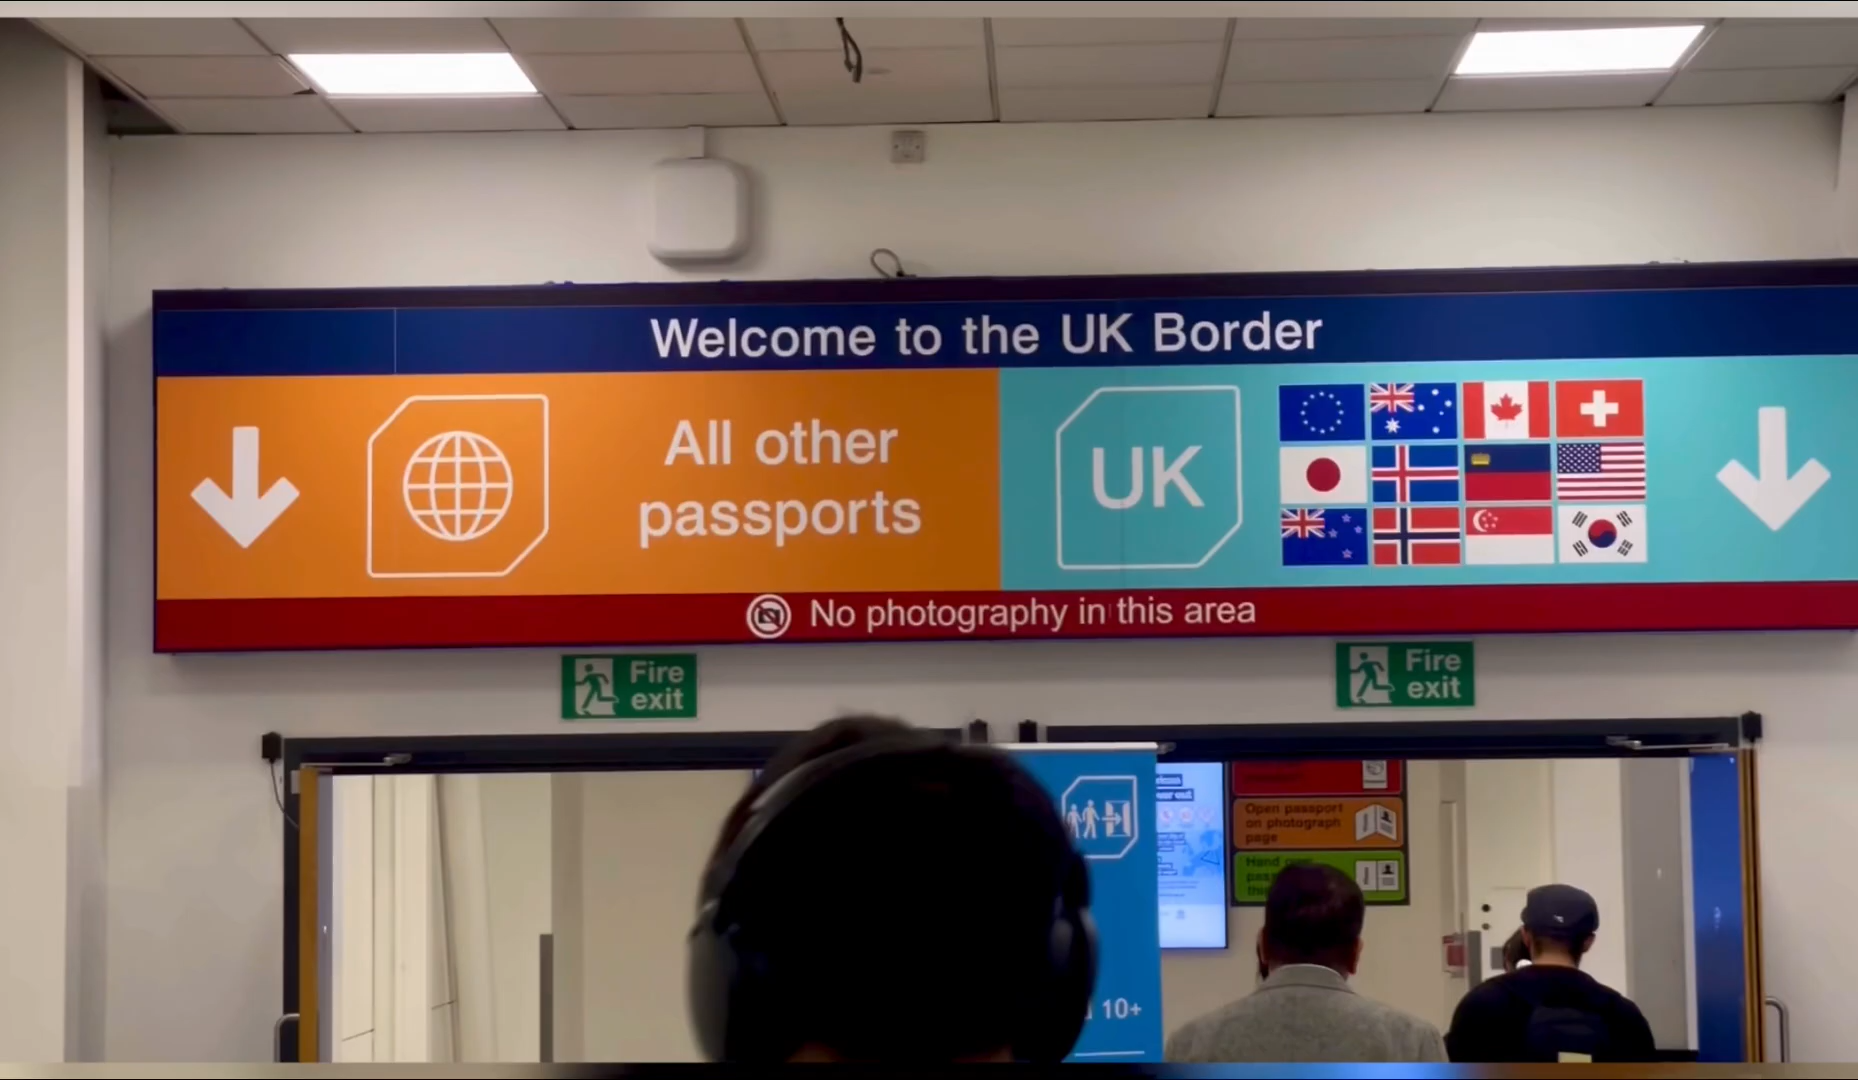 Welcome to the UK Border
All other
passports
UK
No photography in this area
Fire
exit
Fire
exit
Open passport
on photograph
page
Hand
10+